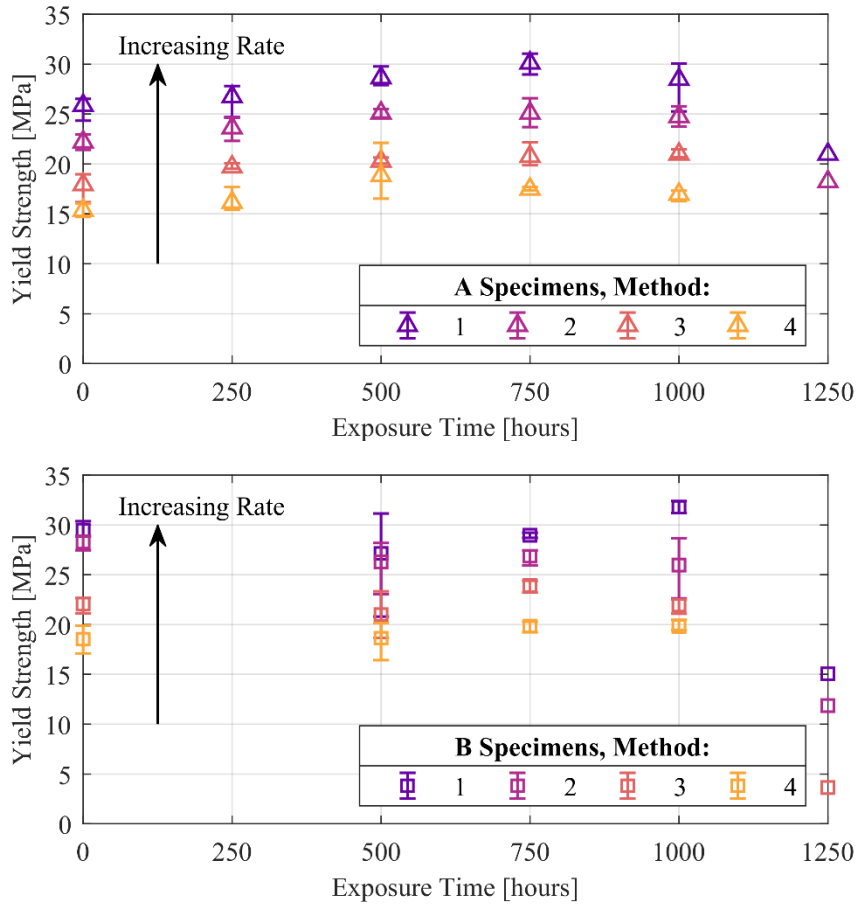 35
Increasing Rate
30
25
20
15
10
5
0
Yield Strength [MPa]
A Specimens, Method:
1 2 3 4
0 250 500 750 1000 1250
Exposure Time [hours]
35
Increasing Rate
30
25
20
15
10
5
0
Yield Strength [MPa]
B Specimens, Method:
1 2 3 4
0 250 500 750 1000 1250
Exposure Time [hours]